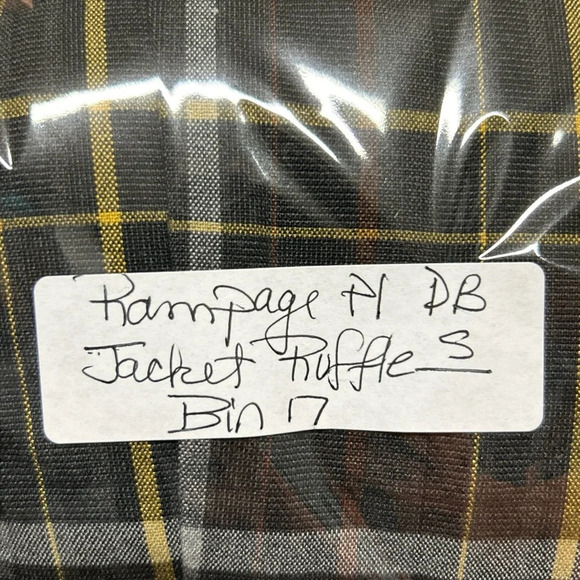 Rampage Pl DB
Jacket Ruffle S
Bin 17